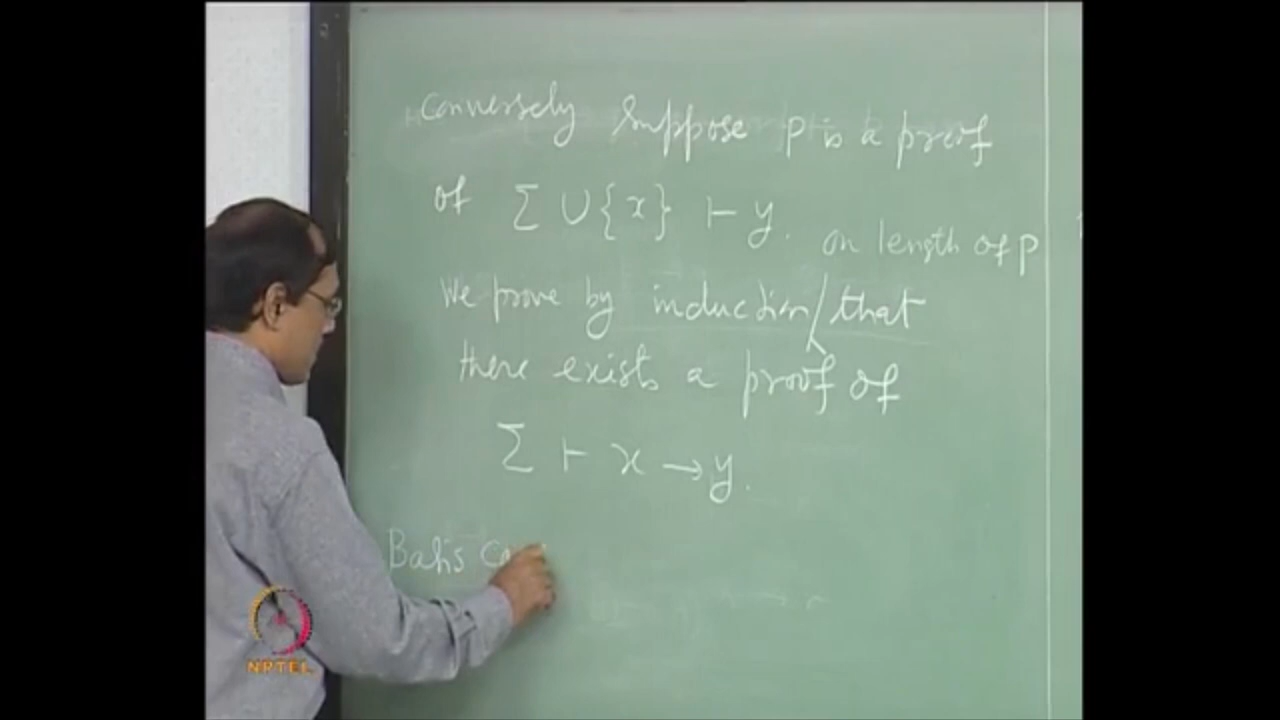 Conversely Suppose P is a proof
of Σ ∪ {x} ⊢ y.
on length of P
We prove by induction / that
there exists a proof of
Σ ⊢ x → y.
Basis Ca
NPTEL